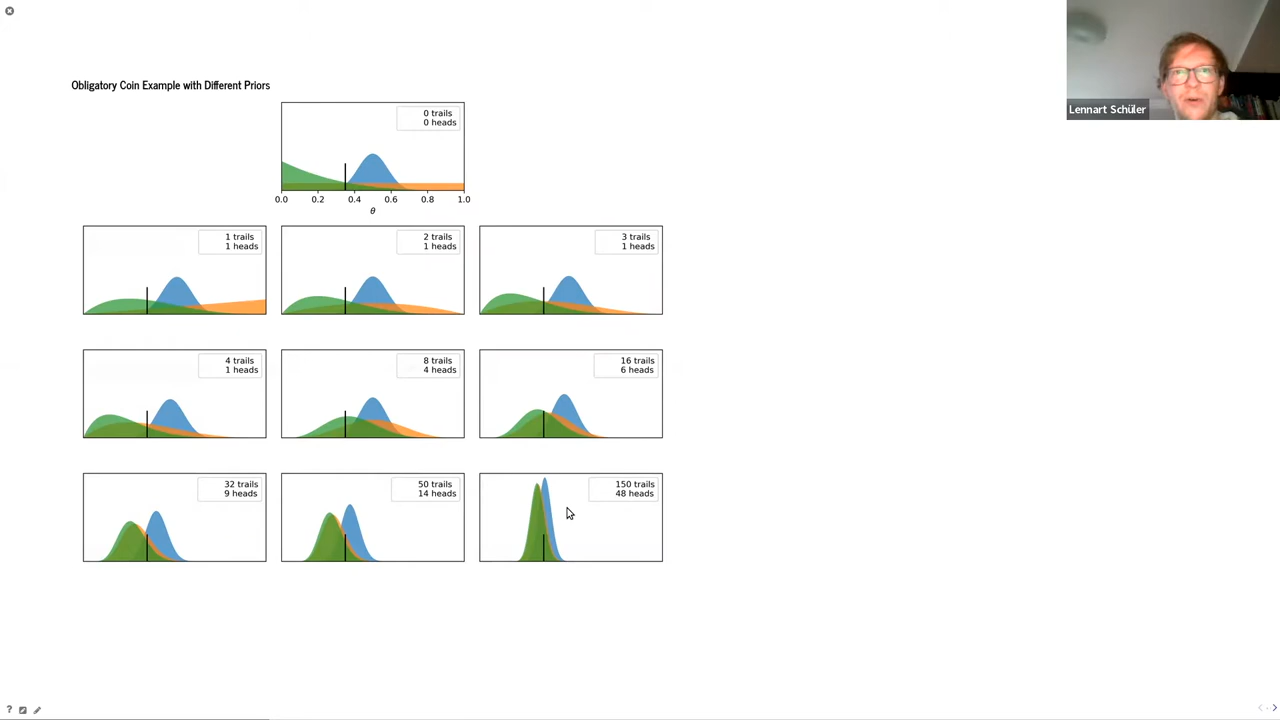 Lennart Schüler
Obligatory Coin Example with Different Priors
0 trails
0 heads
0.0 0.2 0.4 0.6 0.8 1.0
θ
1 trails
1 heads
2 trails
1 heads
3 trails
1 heads
4 trails
1 heads
8 trails
4 heads
16 trails
6 heads
32 trails
9 heads
50 trails
14 heads
150 trails
48 heads
?